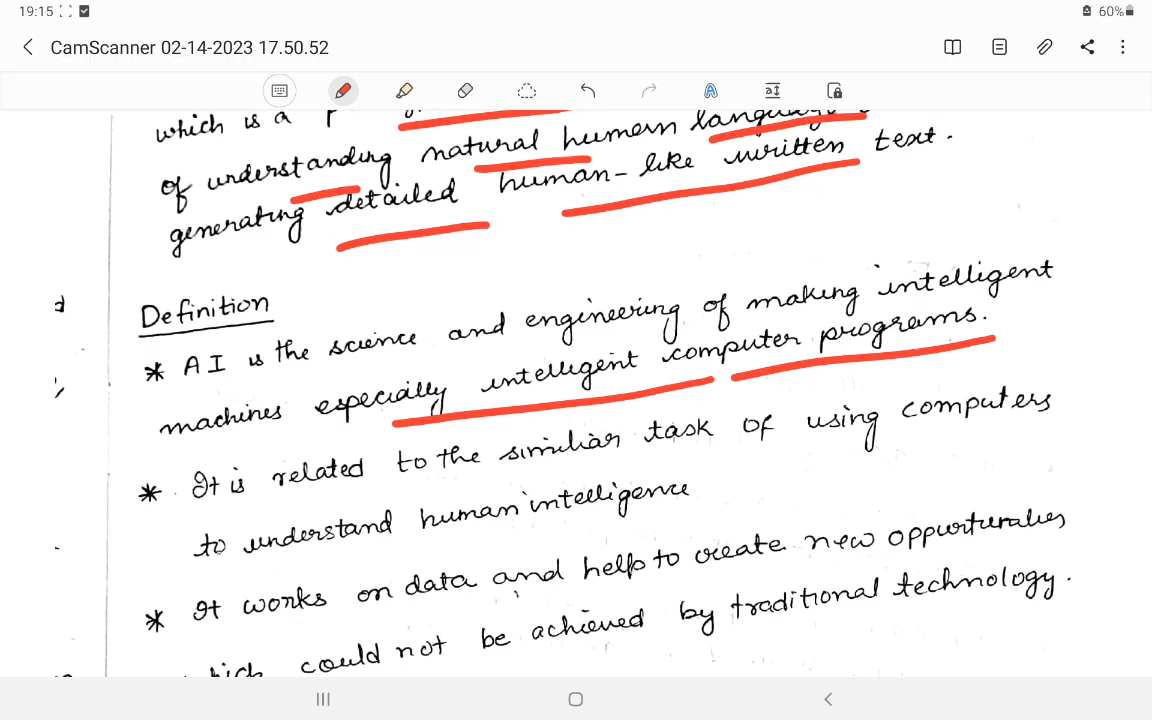 19:15
60%
CamScanner 02-14-2023 17.50.52
which is a
of understanding natural human language
generating detailed human-like written text.
Definition
* AI is the science and engineering of making intelligent
machines especially intelligent computer programs.
* It is related to the similiar task of using computers
to understand human intelligence
* It works on data and help to create new oppurtunities
which could not be achieved by traditional technology.